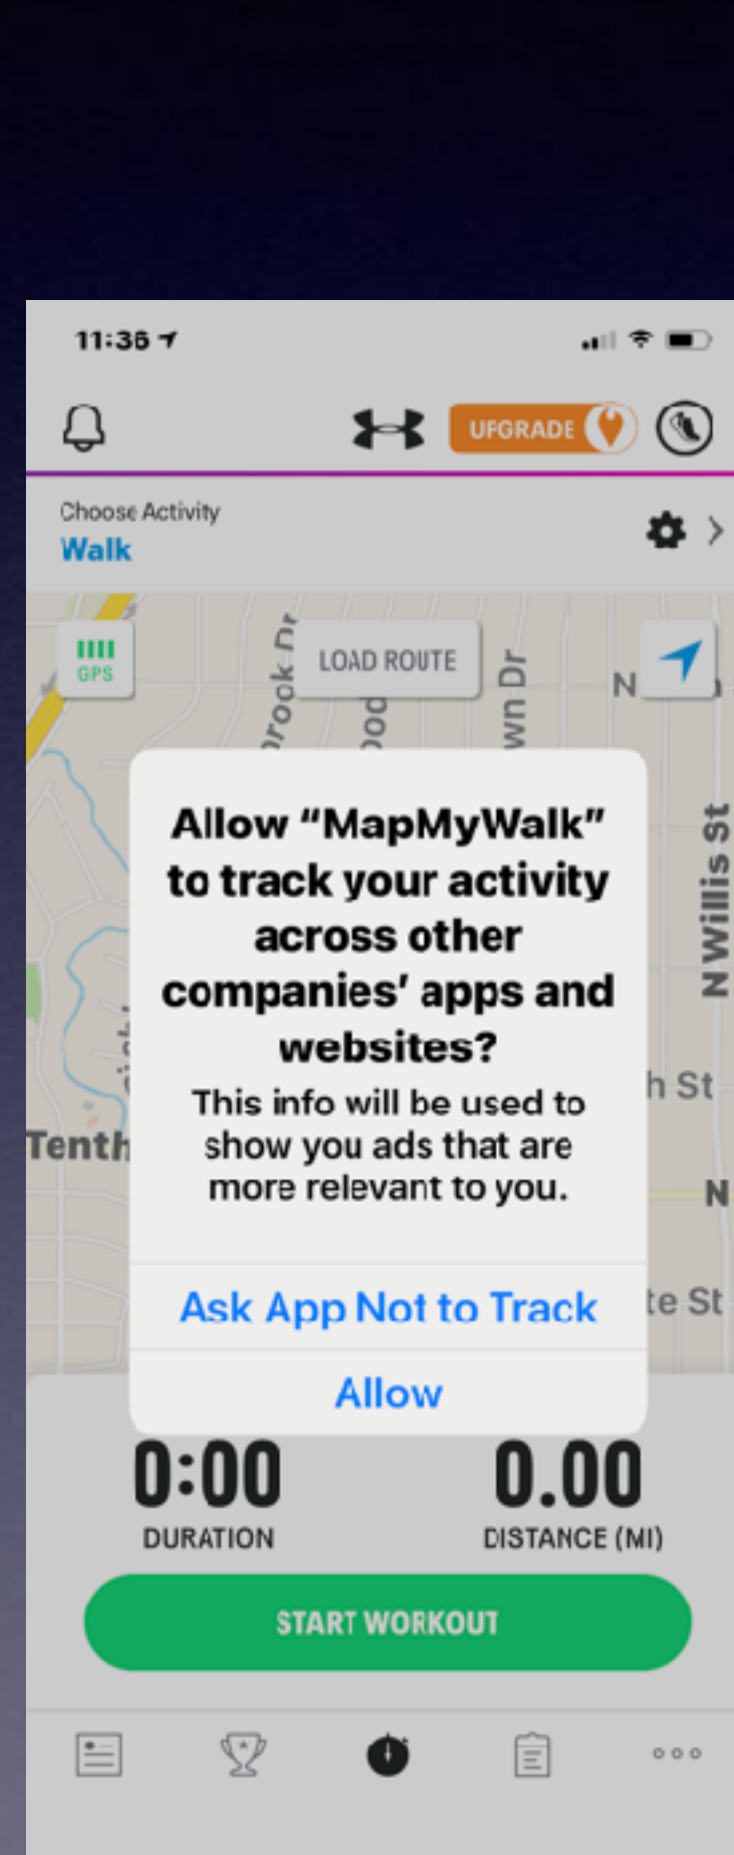 11:36
UPGRADE
Choose Activity
Walk
GPS
LOAD ROUTE
wn Dr
N
Allow “MapMyWalk”
to track your activity
across other
companies’ apps and
websites?
This info will be used to
show you ads that are
more relevant to you.
Ask App Not to Track
Allow
N Willis St
h St
Tenth
N
te St
0:00
0.00
DURATION
DISTANCE (MI)
START WORKOUT